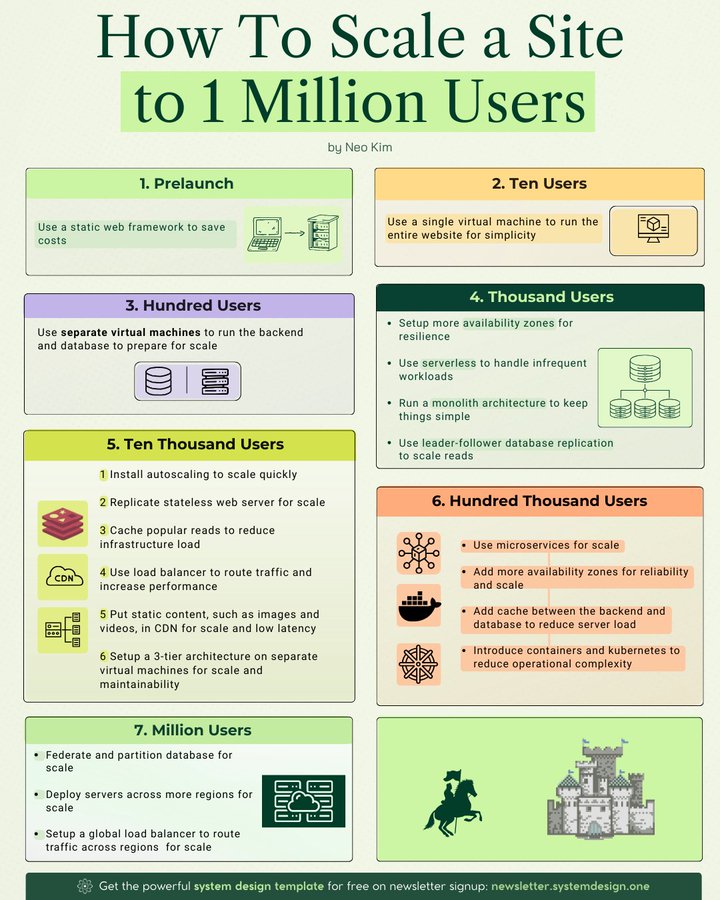 How To Scale a Site
to 1 Million Users
by Neo Kim
1. Prelaunch
Use a static web framework to save
costs
2. Ten Users
Use a single virtual machine to run the
entire website for simplicity
3. Hundred Users
Use separate virtual machines to run the backend
and database to prepare for scale
4. Thousand Users
• Setup more availability zones for
resilience
• Use serverless to handle infrequent
workloads
• Run a monolith architecture to keep
things simple
• Use leader-follower database replication
to scale reads
5. Ten Thousand Users
1 Install autoscaling to scale quickly
2 Replicate stateless web server for scale
3 Cache popular reads to reduce
infrastructure load
CDN
4 Use load balancer to route traffic and
increase performance
5 Put static content, such as images and
videos, in CDN for scale and low latency
6 Setup a 3-tier architecture on separate
virtual machines for scale and
maintainability
6. Hundred Thousand Users
• Use microservices for scale
• Add more availability zones for reliability
and scale
• Add cache between the backend and
database to reduce server load
• Introduce containers and kubernetes to
reduce operational complexity
7. Million Users
• Federate and partition database for
scale
• Deploy servers across more regions for
scale
• Setup a global load balancer to route
traffic across regions for scale
Get the powerful system design template for free on newsletter signup: newsletter.systemdesign.one